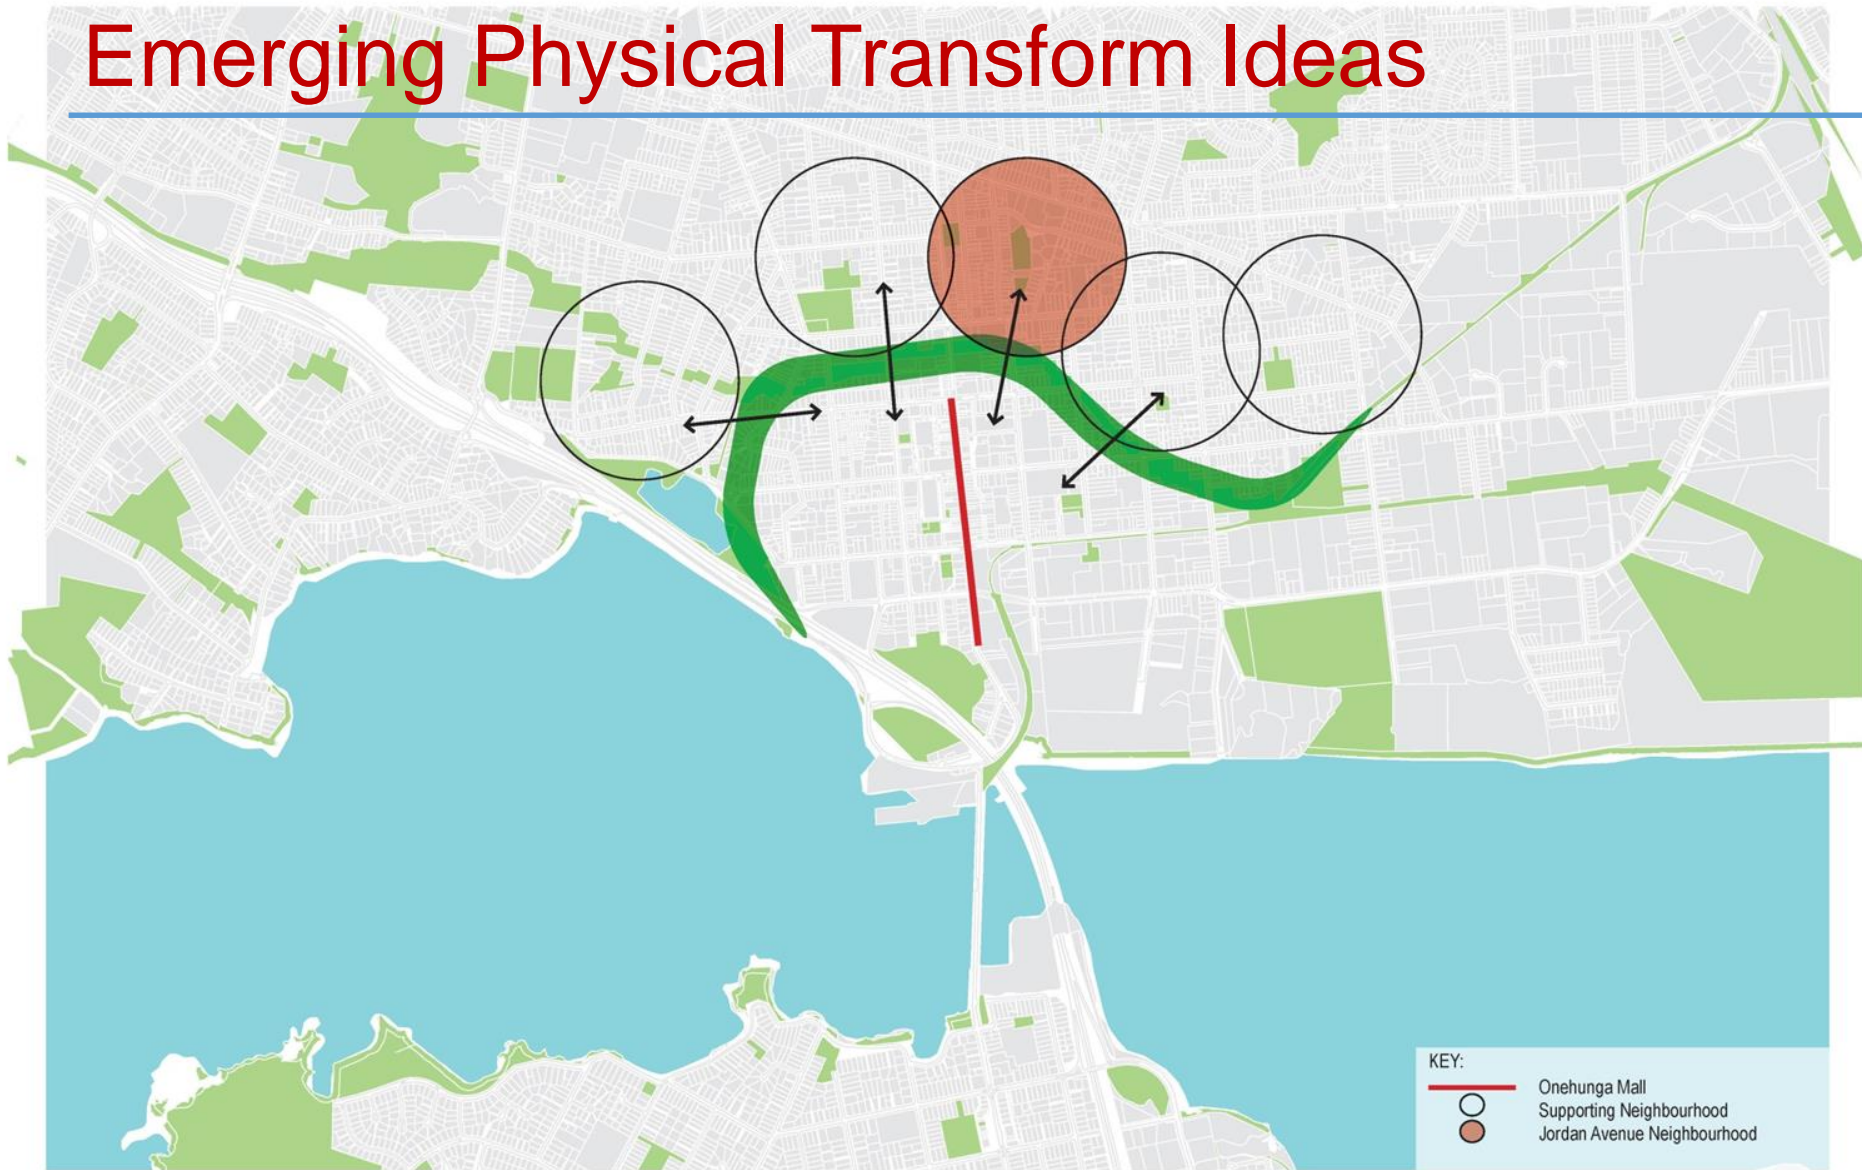 Emerging Physical Transform Ideas
KEY:
Onehunga Mall
Supporting Neighbourhood
Jordan Avenue Neighbourhood